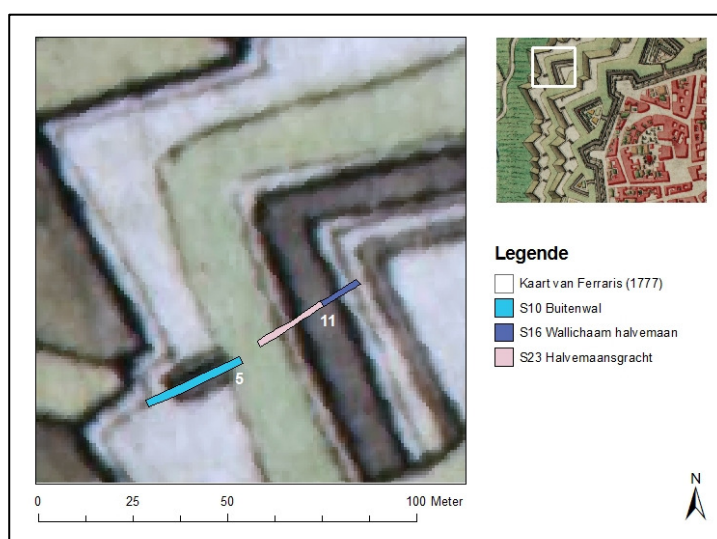 11
5
0 25 50 100 Meter
Legende
Kaart van Ferraris (1777)
S10 Buitenwal
S16 Wallichaam halvemaan
S23 Halvemaansgracht
N